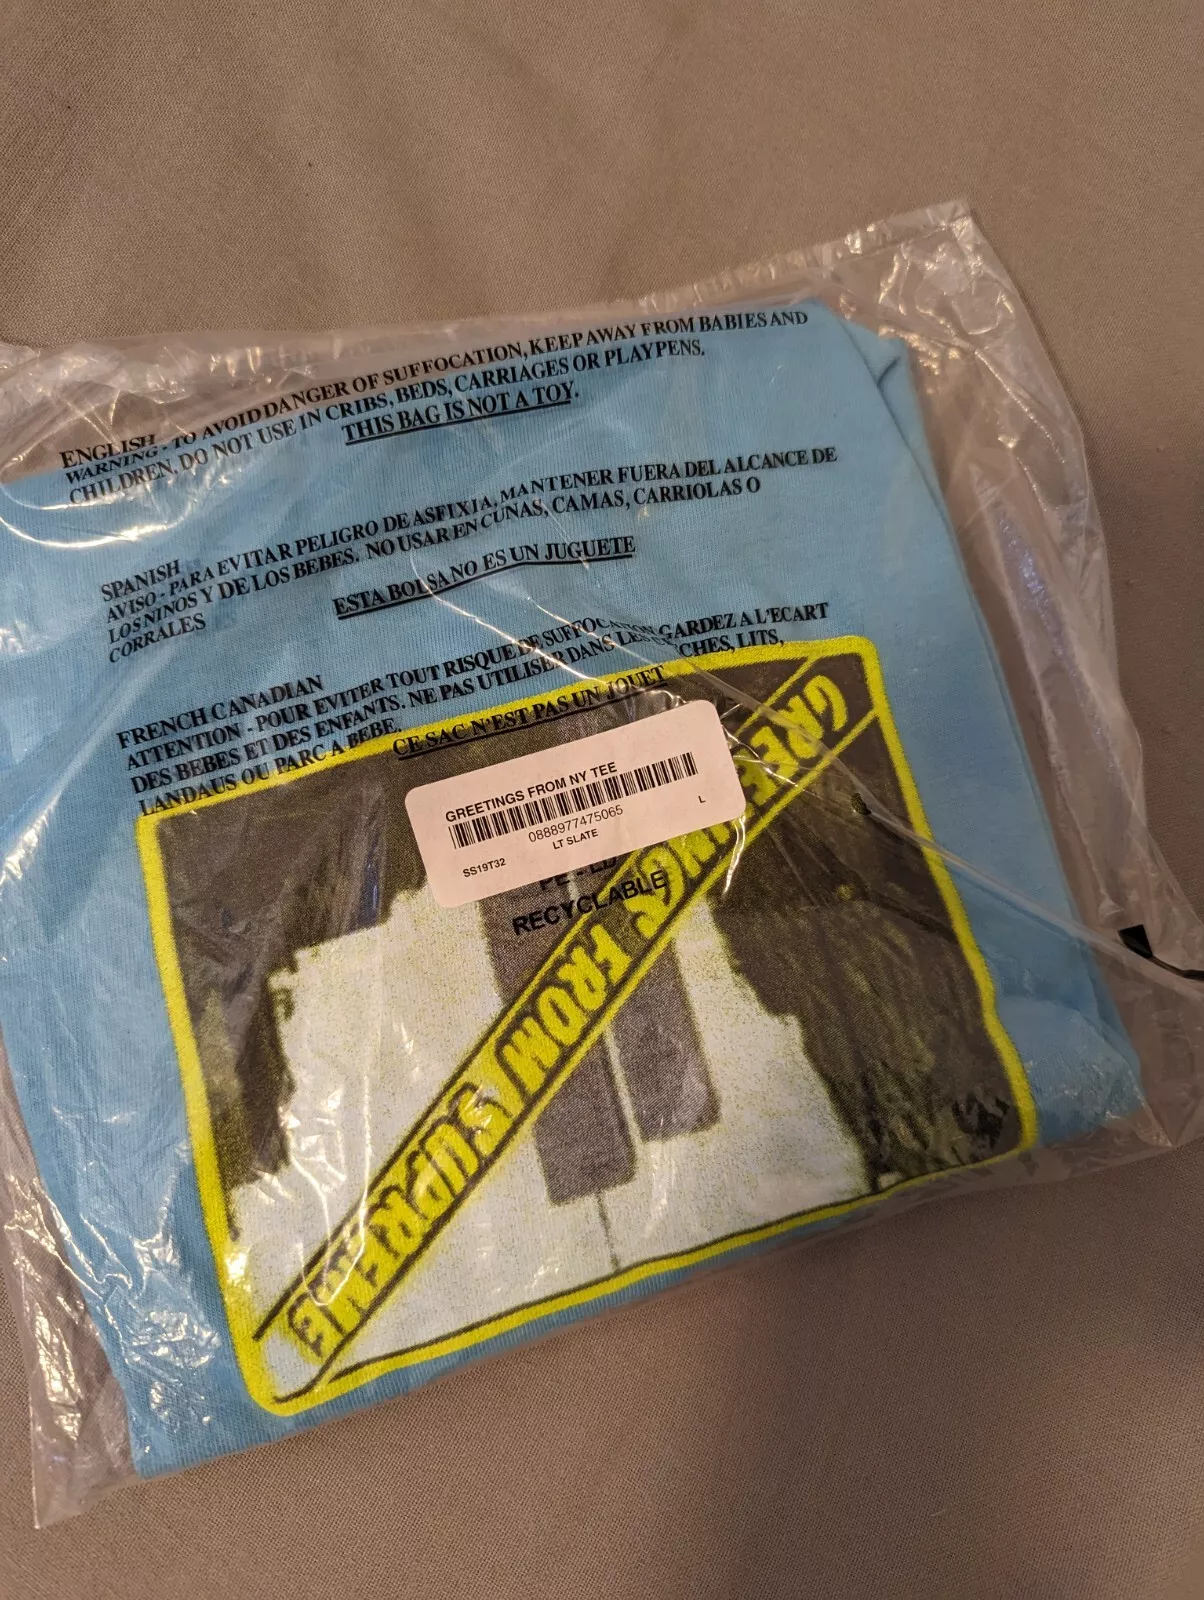 ENGLISH
WARNING - TO AVOID DANGER OF SUFFOCATION, KEEP AWAY FROM BABIES AND
CHILDREN. DO NOT USE IN CRIBS, BEDS, CARRIAGES OR PLAYPENS.
THIS BAG IS NOT A TOY.
SPANISH
AVISO - PARA EVITAR PELIGRO DE ASFIXIA, MANTENER FUERA DEL ALCANCE DE
LOS NINOS Y DE LOS BEBES. NO USAR EN CUNAS, CAMAS, CARRIOLAS O
CORRALES
ESTA BOLSA NO ES UN JUGUETE
FRENCH CANADIAN
ATTENTION - POUR EVITER TOUT RISQUE DE SUFFOCATION GARDEZ A L'ECART
DES BEBES ET DES ENFANTS. NE PAS UTILISER DANS LES LITS,
LANDAUS OU PARC A BEBE.
CE SAC N'EST PAS UN JOUET
GREETINGS FROM NY TEE
0888977475065
L
SS19T32
LT SLATE
PE - LD
RECYCLABLE
GREETINGS FROM SUPREME